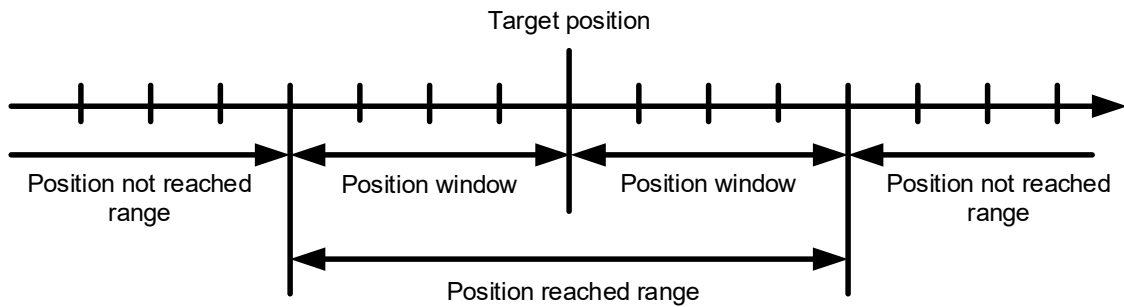 Target position
Position not reached
range
Position window
Position window
Position not reached
range
Position reached range